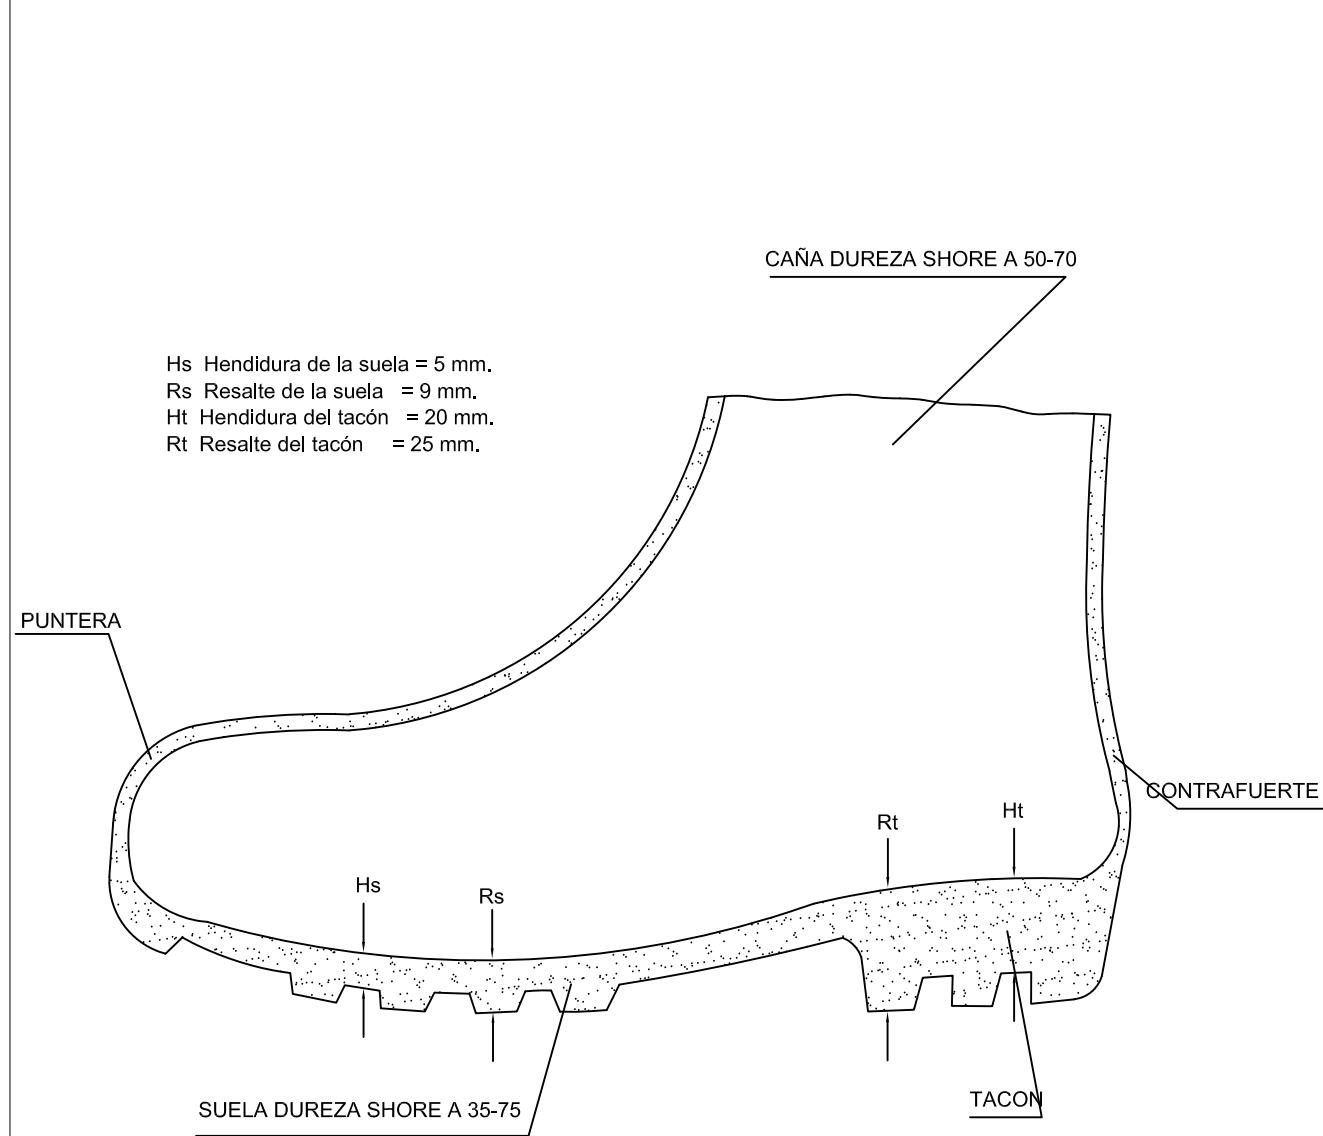 CAÑA DUREZA SHORE A 50-70
Hs Hendidura de la suela = 5 mm.
Rs Resalte de la suela = 9 mm.
Ht Hendidura del tacón = 20 mm.
Rt Resalte del tacón = 25 mm.
PUNTERA
CONTRAFUERTE
Ht
Rt
Hs
Rs
TACON
SUELA DUREZA SHORE A 35-75